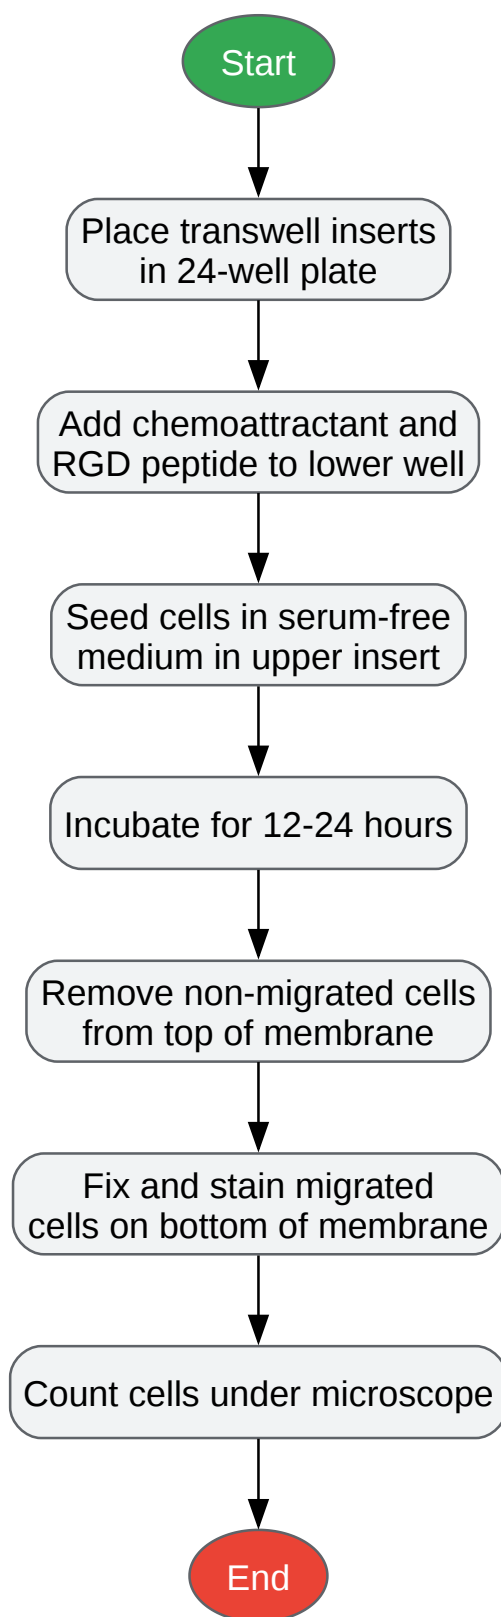 Start
Place transwell inserts
in 24-well plate
Add chemoattractant and
RGD peptide to lower well
Seed cells in serum-free
medium in upper insert
Incubate for 12-24 hours
Remove non-migrated cells
from top of membrane
Fix and stain migrated
cells on bottom of membrane
Count cells under microscope
End